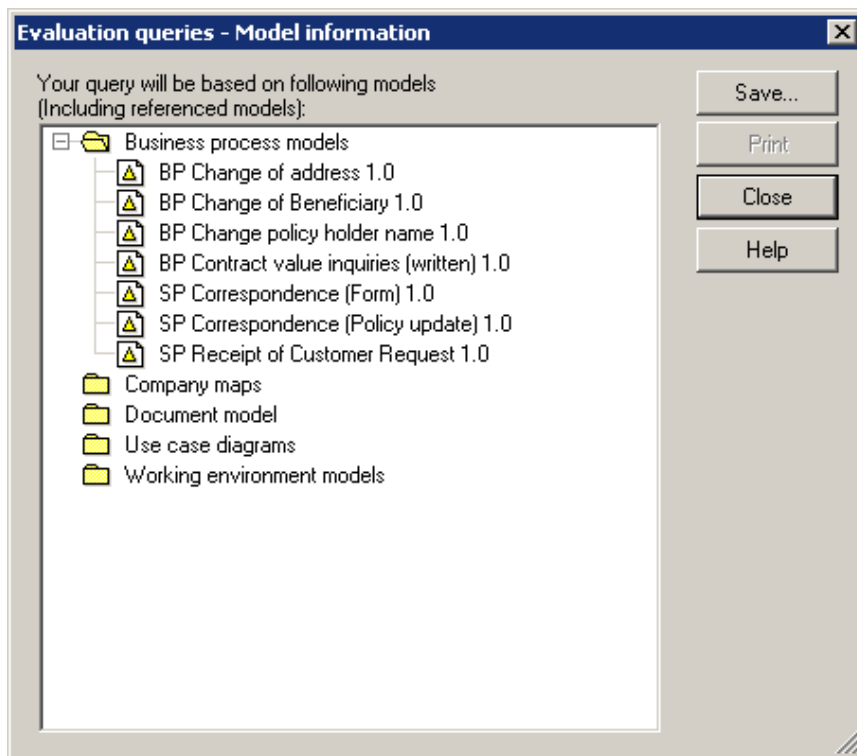 Evaluation queries - Model information
Your query will be based on following models
(Including referenced models):
Save...
Print
Close
Help
Business process models
BP Change of address 1.0
BP Change of Beneficiary 1.0
BP Change policy holder name 1.0
BP Contract value inquiries (written) 1.0
SP Correspondence (Form) 1.0
SP Correspondence (Policy update) 1.0
SP Receipt of Customer Request 1.0
Company maps
Document model
Use case diagrams
Working environment models